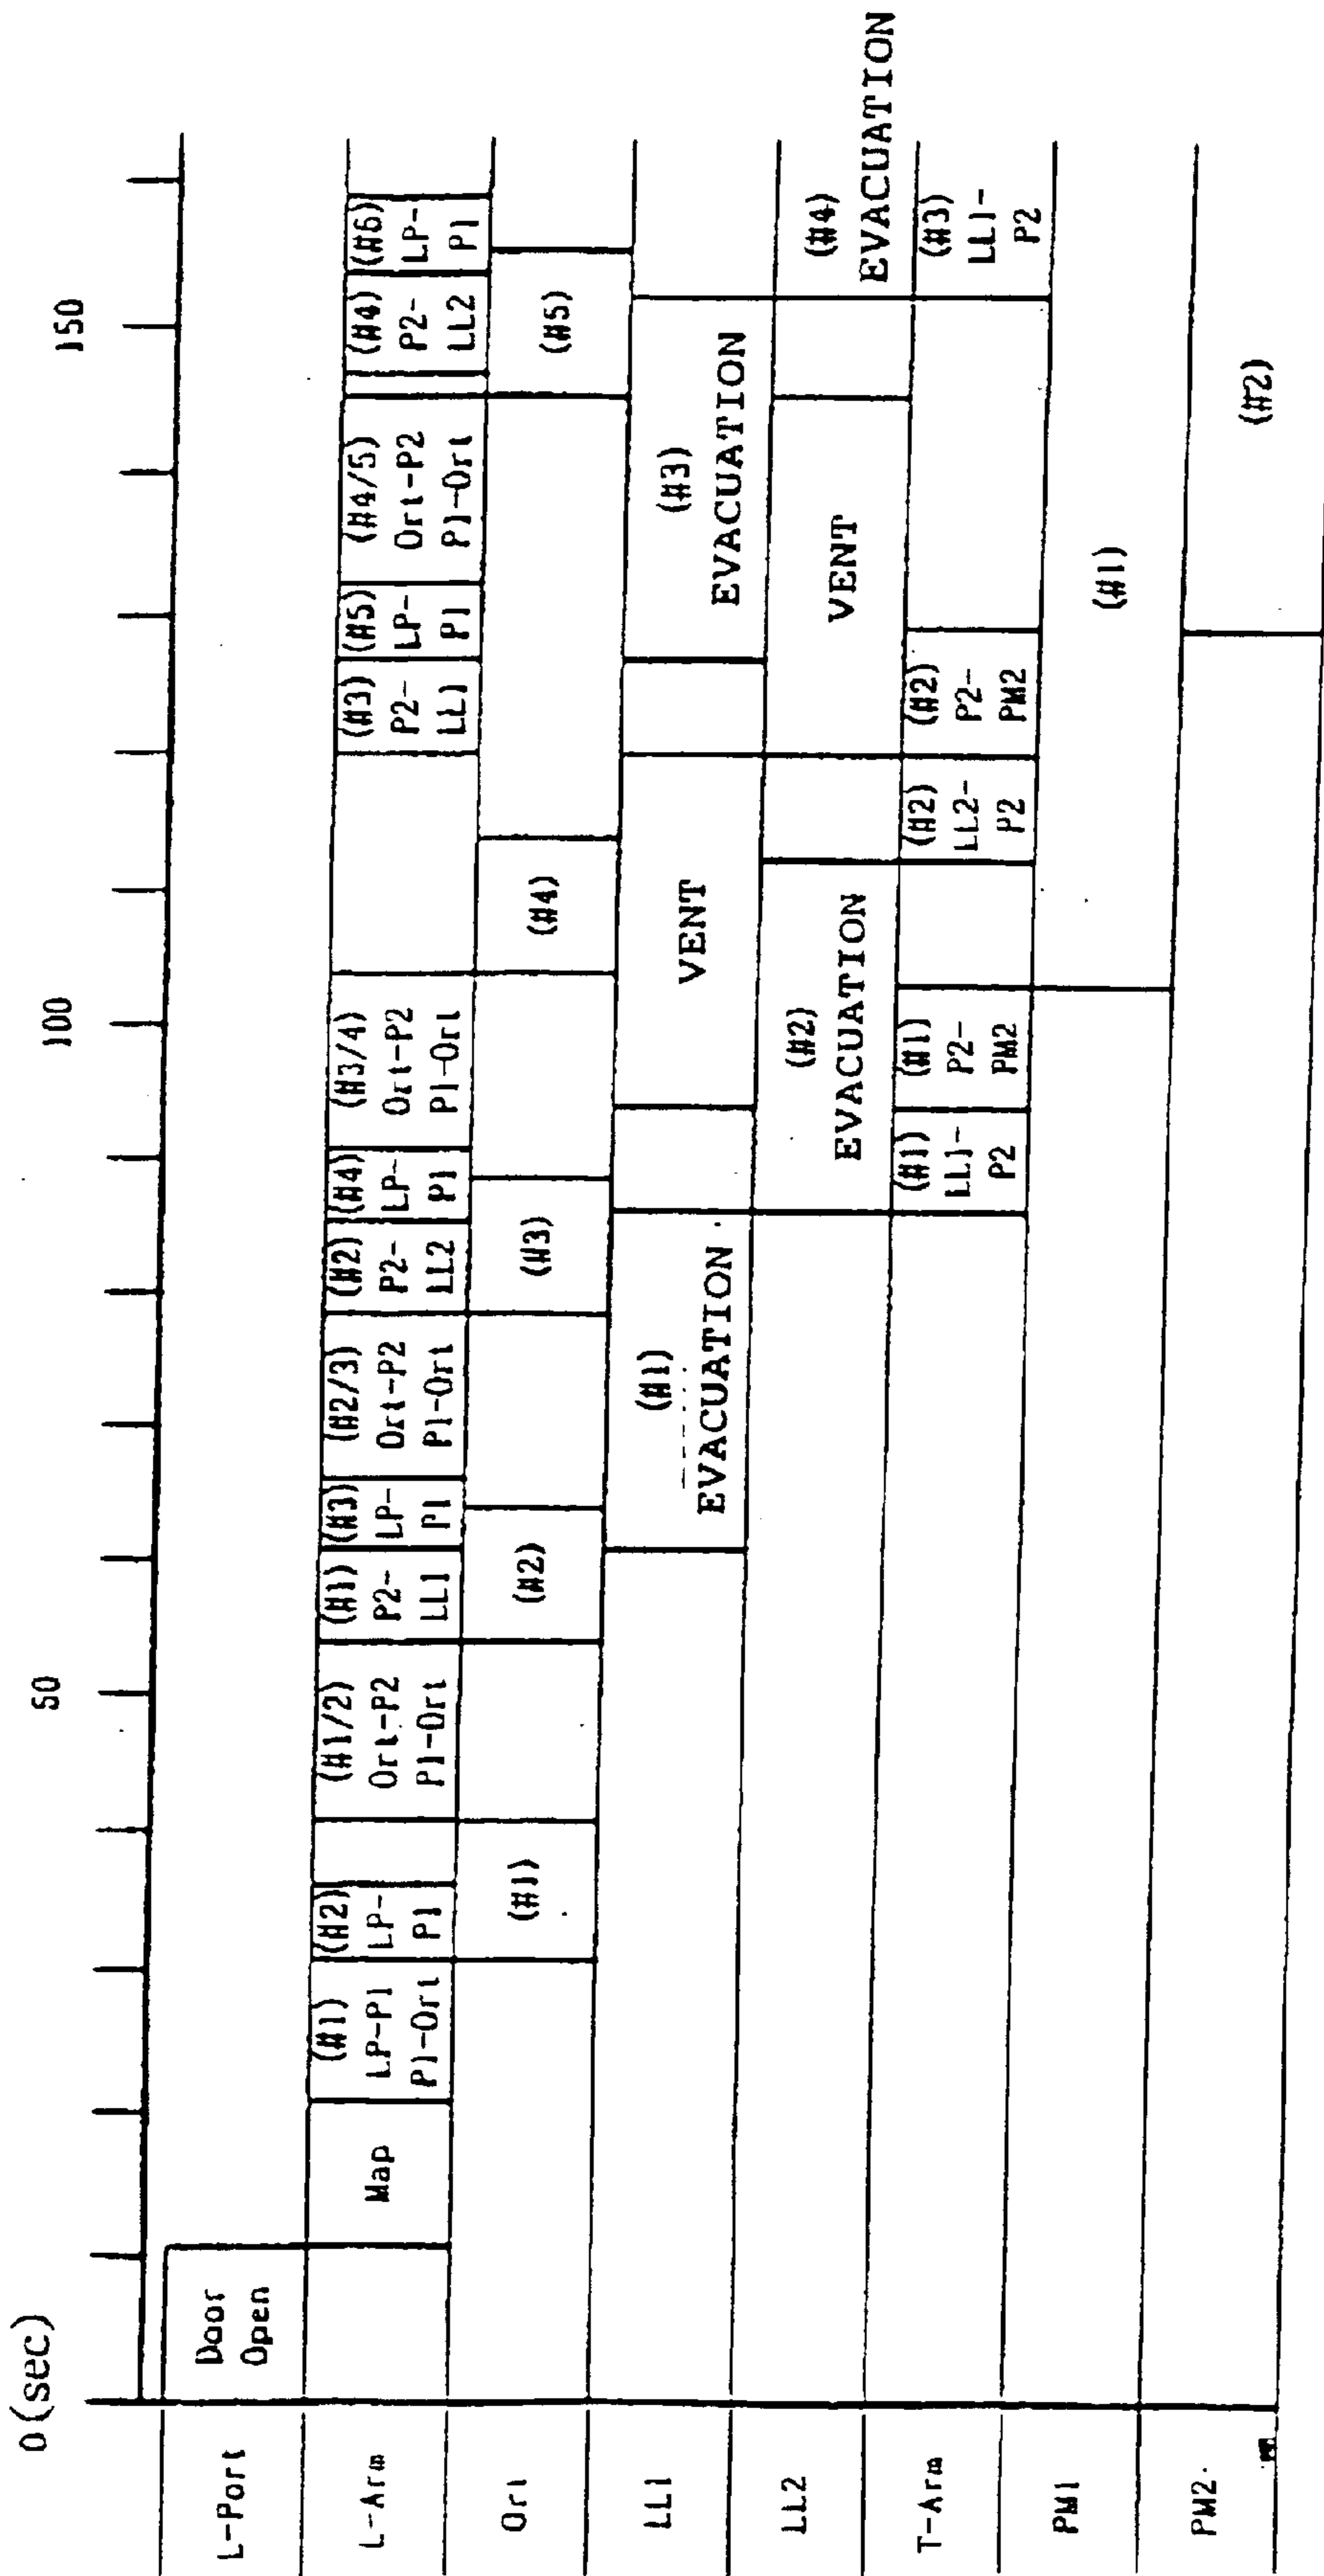 0(sec)
50
100
150
L-Port
Door
Open
L-Arm
Map
(#1)
LP-P1
P1-Ort
(#2)
LP-
P1
(#1/2)
Ort-P2
P1-Ort
(#1)
P2-
LL1
(#3)
LP-
P1
(#2/3)
Ort-P2
P1-Ort
(#2)
P2-
LL2
(#4)
LP-
P1
(#3/4)
Ort-P2
P1-Ort
(#3)
P2-
LL1
(#5)
LP-
P1
(#4/5)
Ort-P2
P1-Ort
(#4)
P2-
LL2
(#6)
LP-
P1
Ort
(#1)
(#2)
(#3)
(#4)
(#5)
LL1
(#1)
EVACUATION
VENT
(#3)
EVACUATION
LL2
(#2)
EVACUATION
VENT
(#4)
EVACUATION
T-Arm
(#1)
LL1-
P2
(#1)
P2-
PM2
(#2)
LL2-
P2
(#2)
P2-
PM2
(#3)
LL1-
P2
PM1
(#1)
PM2
(#2)